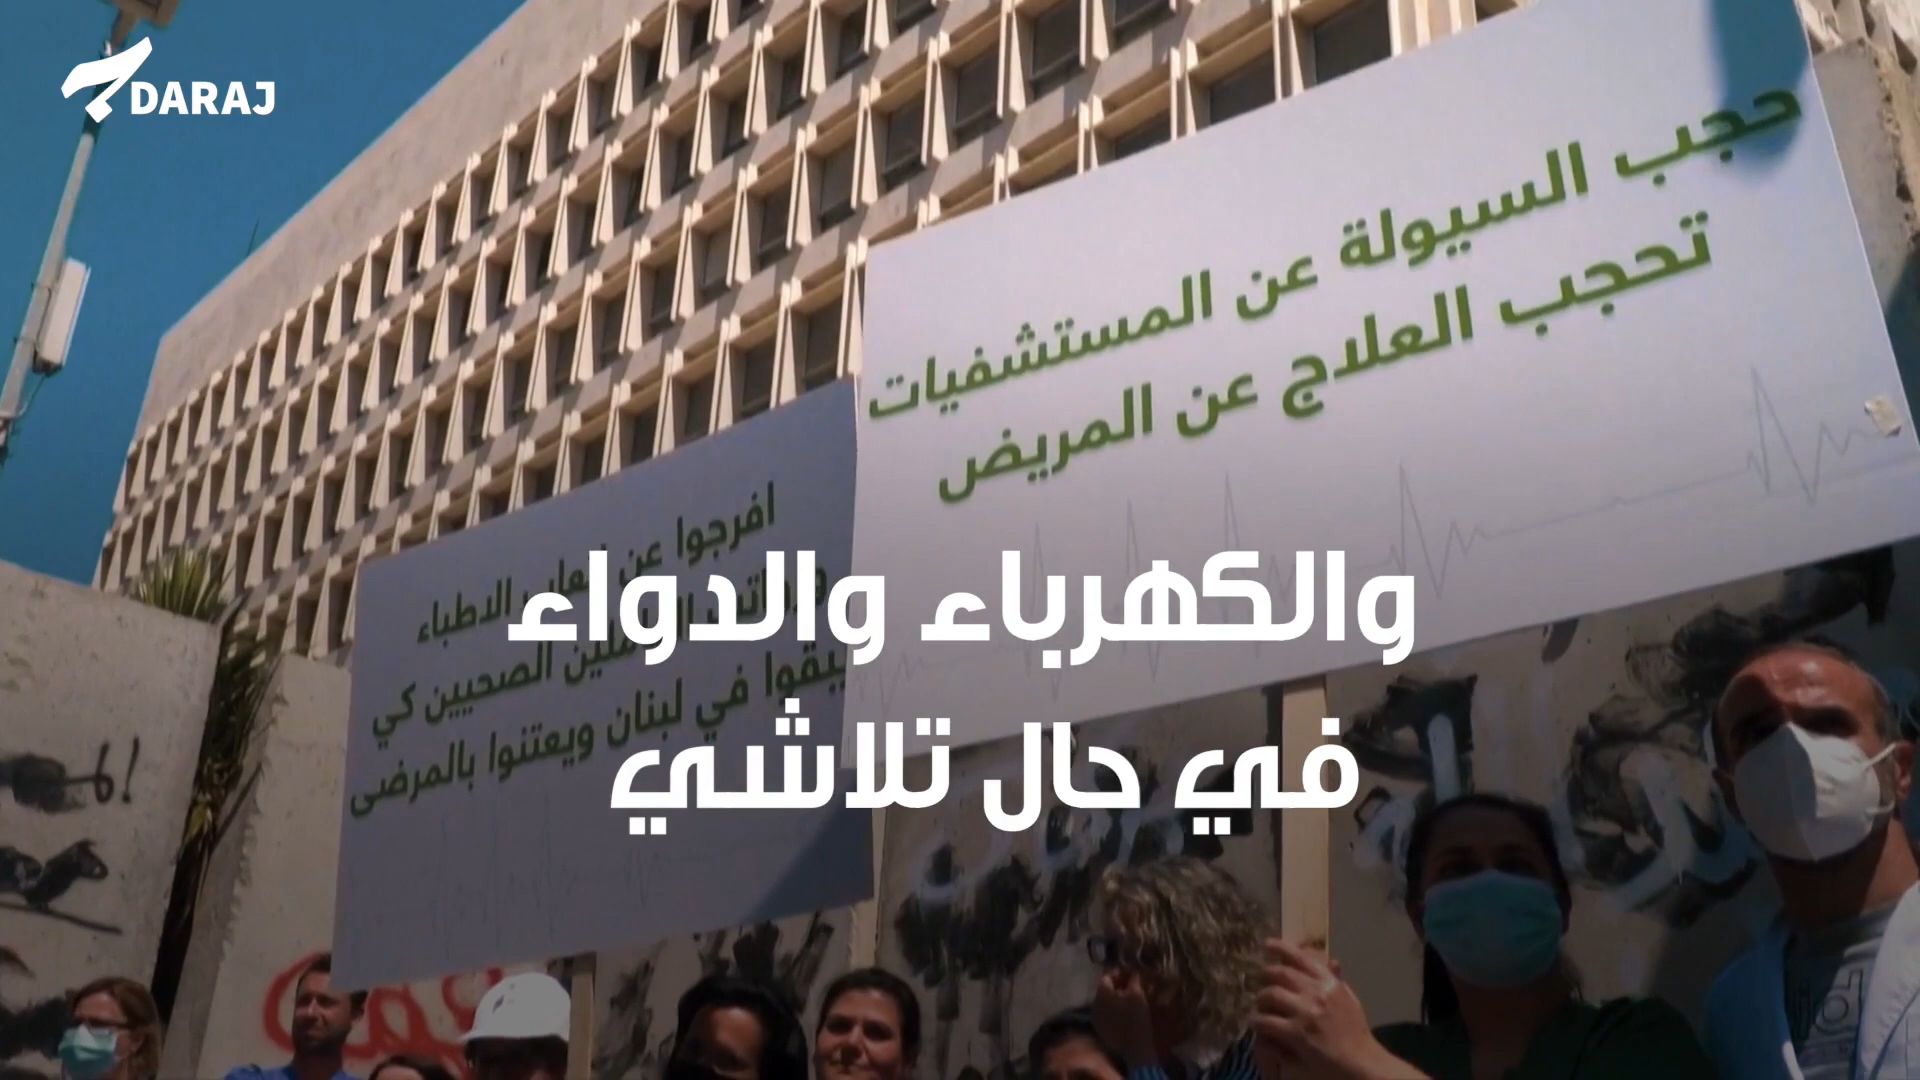 DARAJ
حجب السيولة عن المستشفيات
تحجب العلاج عن المريض
افرجوا عن الاطباء
الصحيين كي
يبقوا في لبنان ويعتنوا بالمرضى
والكهرباء والدواء
في حال تلاشي